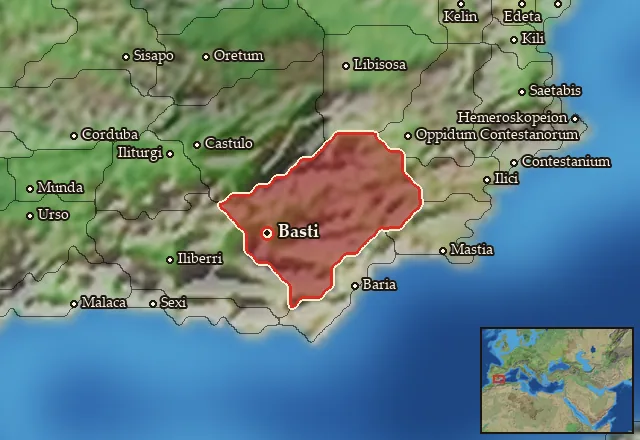 Kelin
Edeta
Kili
Sisapo
Oretum
Libisosa
Saetabis
Hemeroskopeion
Corduba
Castulo
Oppidum Contestanorum
Iliturgi
Contestanium
Munda
Ilici
Urso
Basti
Mastia
Iliberri
Baria
Malaca
Sexi